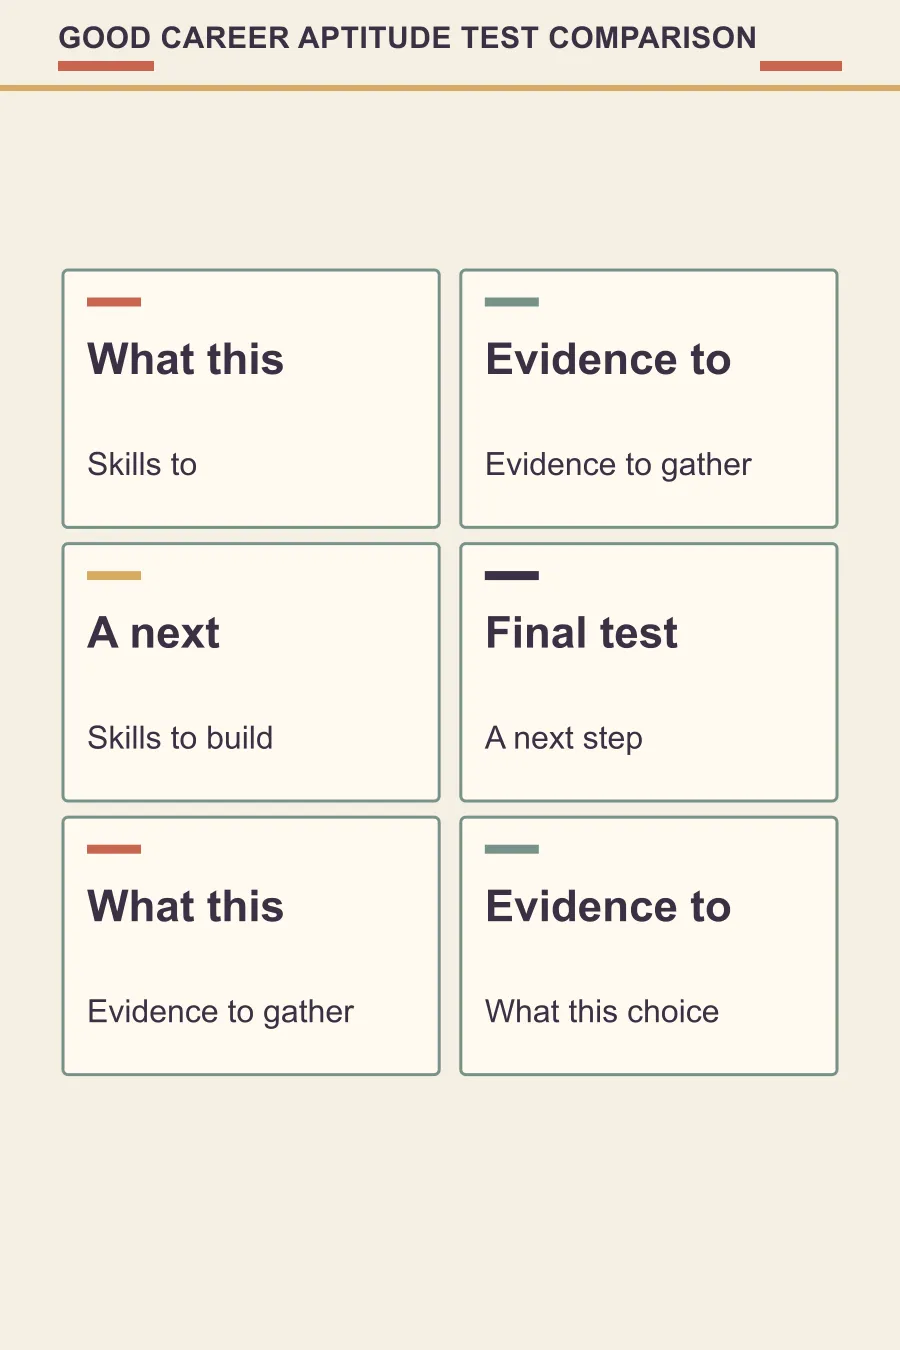 GOOD CAREER APTITUDE TEST COMPARISON
What this
Skills to
Evidence to
Evidence to gather
A next
Skills to build
Final test
A next step
What this
Evidence to gather
Evidence to
What this choice